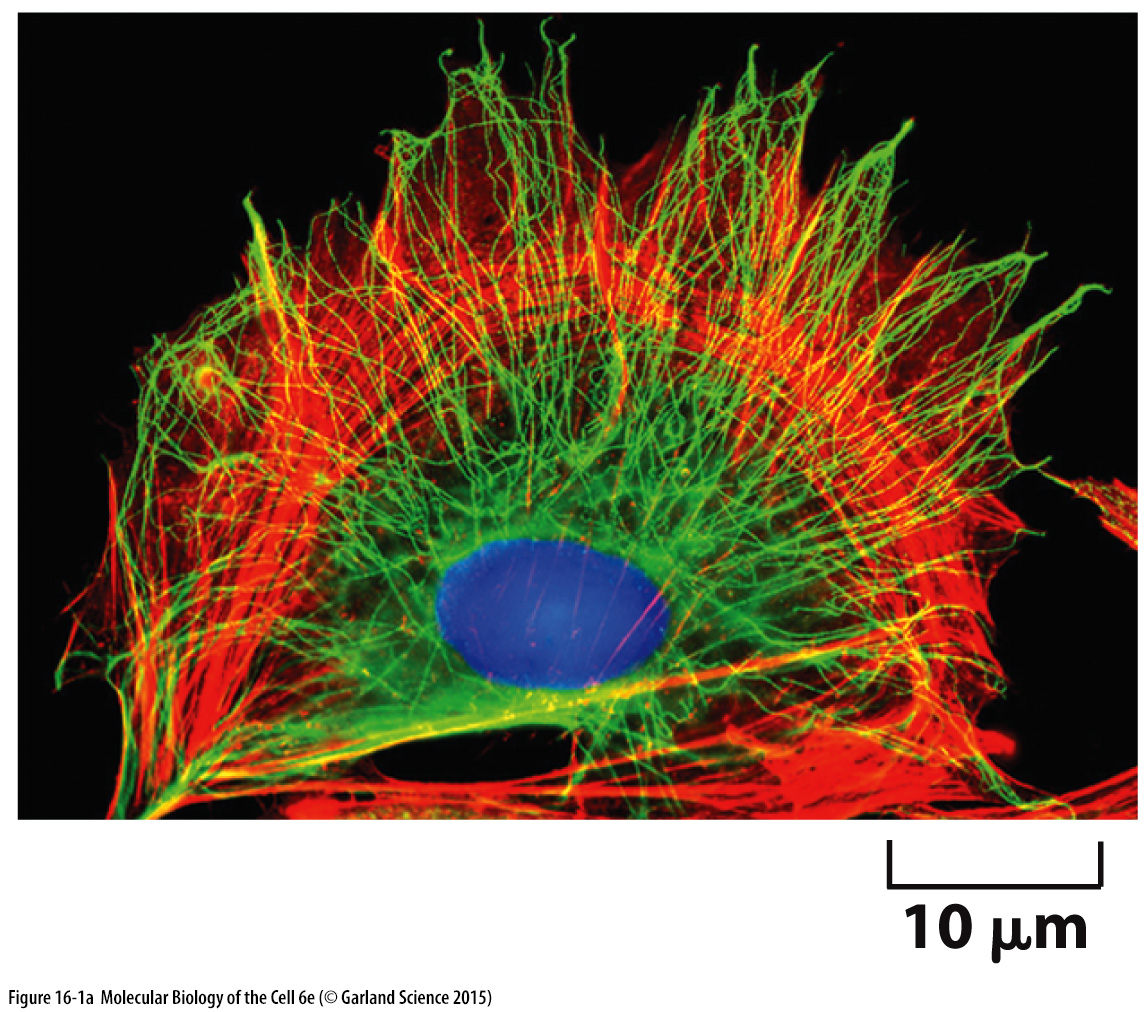 10 μm
Figure 16-1a Molecular Biology of the Cell 6e (© Garland Science 2015)